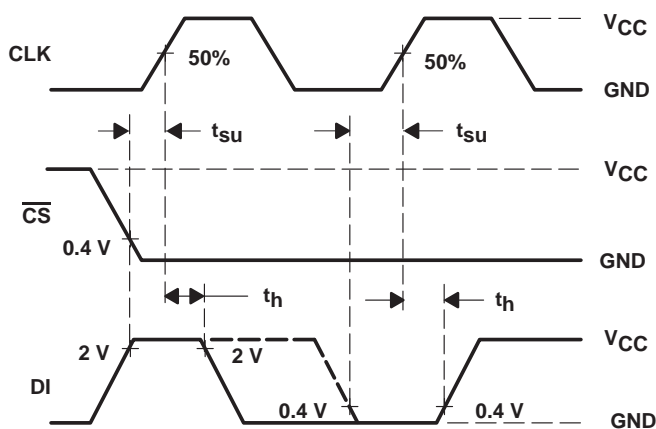 VCC
CLK
50%
50%
GND
tsu
tsu
VCC
CS
0.4 V
GND
th
th
VCC
2 V
2 V
DI
0.4 V
0.4 V
GND